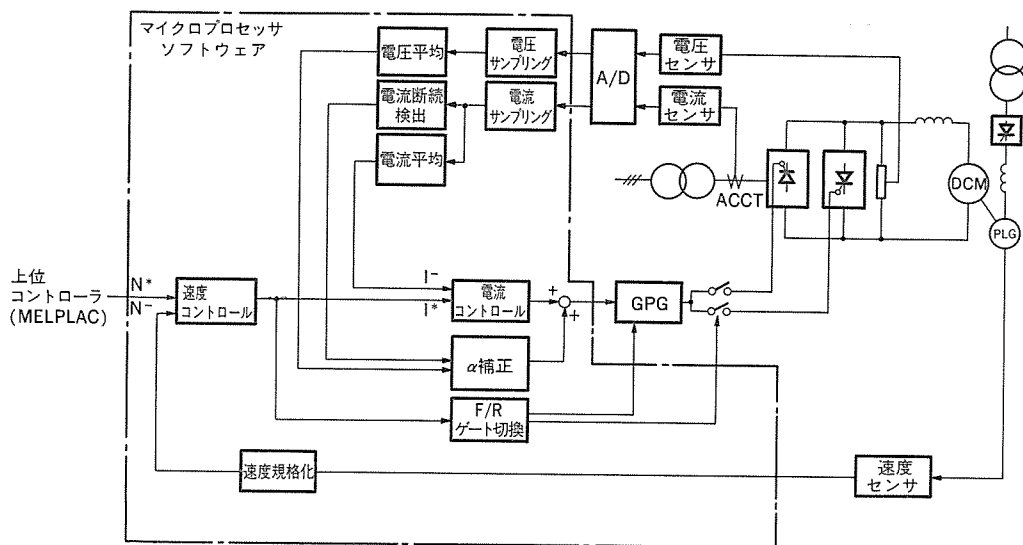 マイクロプロセッサ
ソフトウェア
電圧平均
電圧
サンプリング
A/D
電圧
センサ
電流断続
検出
電流
サンプリング
電流
センサ
電流平均
ACCT
DCM
PLG
上位
コントローラ
(MELPLAC)
N*
N-
速度
コントロール
I-
I*
電流
コントロール
+
+
GPG
α補正
F/R
ゲート切換
速度規格化
速度
センサ